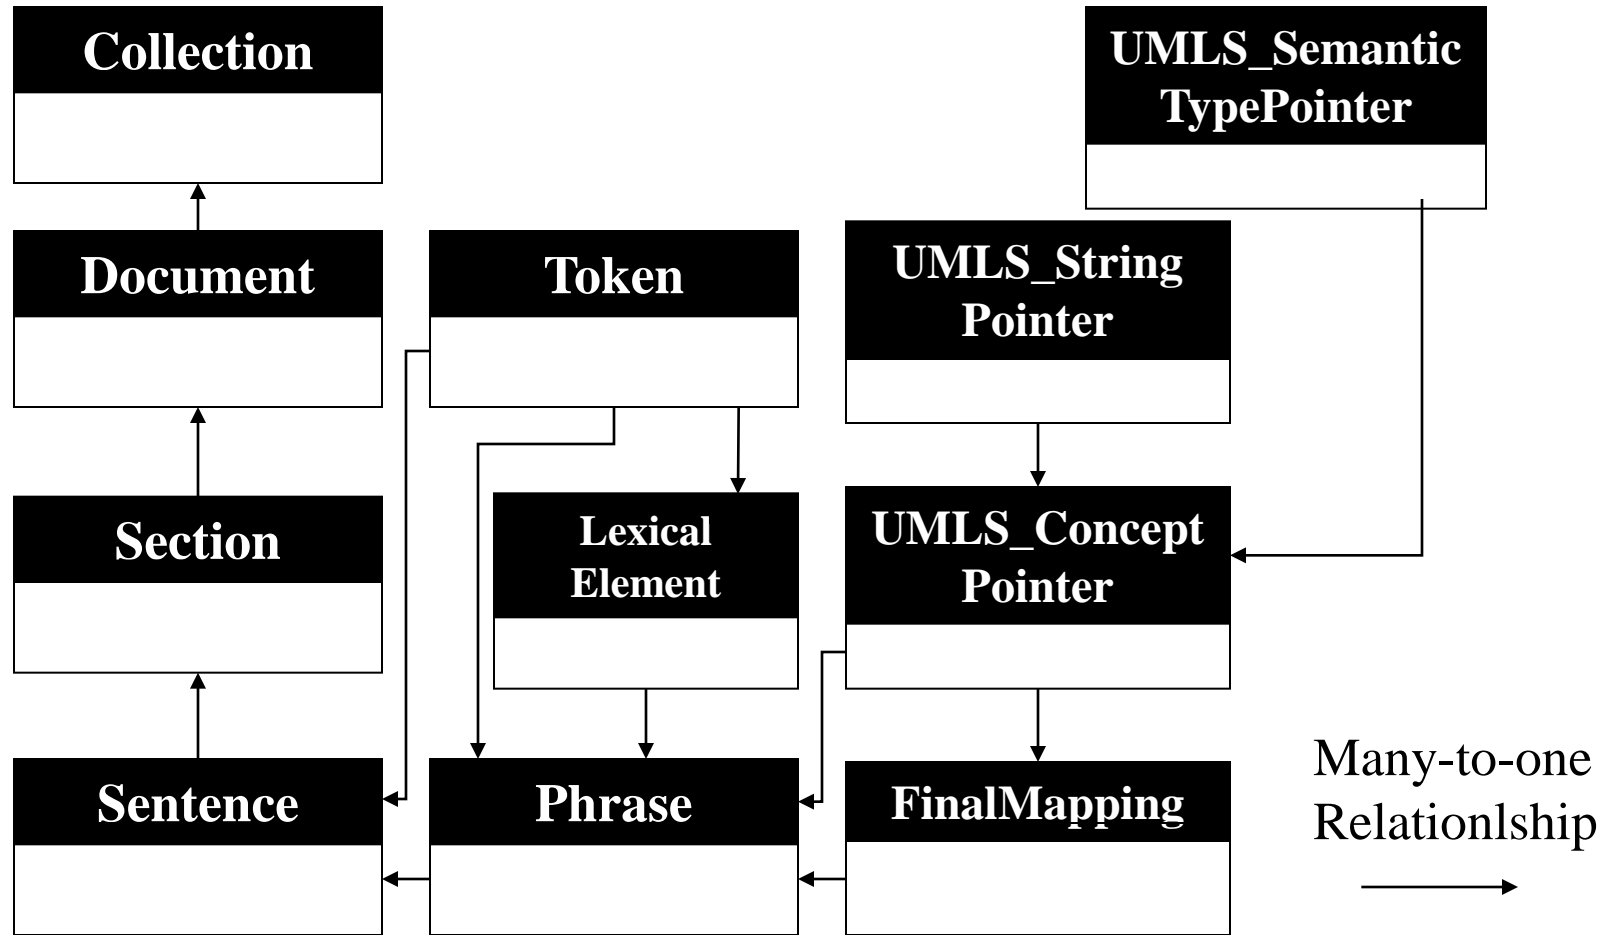 Collection
UMLS_Semantic
TypePointer
Document
Token
UMLS_String
Pointer
Section
Lexical
Element
UMLS_Concept
Pointer
Sentence
Phrase
FinalMapping
Many-to-one
Relationlship